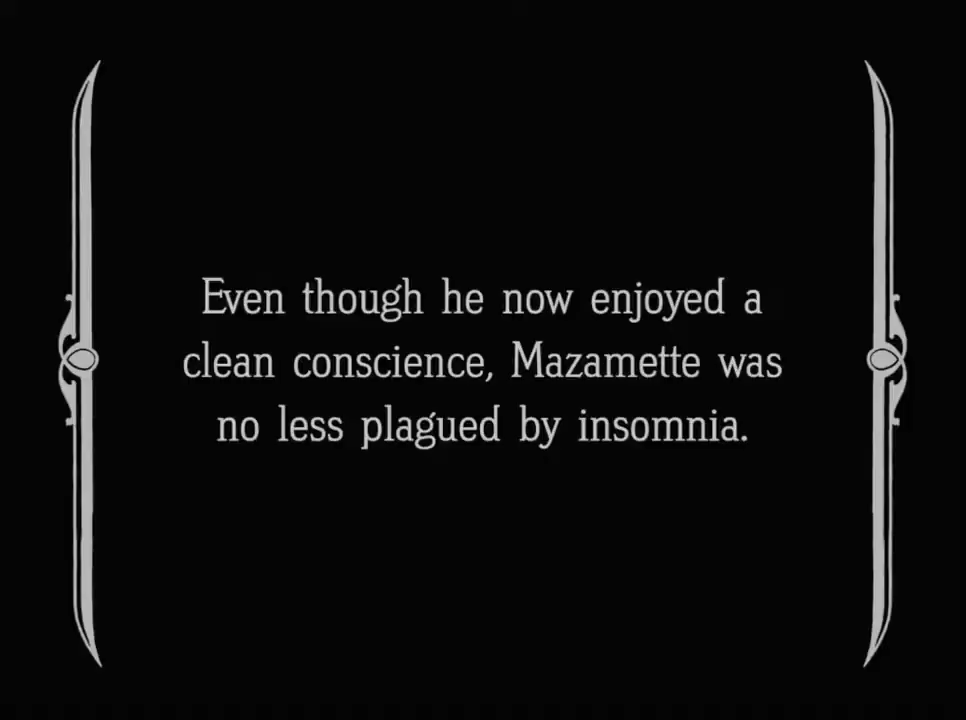 Even though he now enjoyed a
clean conscience, Mazamette was
no less plagued by insomnia.